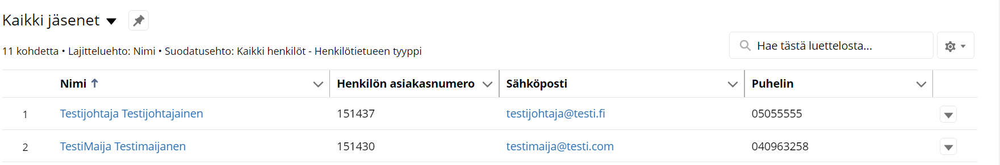 Kaikki jäsenet
11 kohdetta • Lajitteluehto: Nimi • Suodatusehto: Kaikki henkilöt - Henkilötietueen tyyppi
Hae tästä luettelosta...
Nimi Henkilön asiakasnumero Sähköposti Puhelin
1 Testijohtaja Testijohtajainen 151437 testijohtaja@testi.fi 05055555
2 TestiMaija Testimaijanen 151430 testimaija@testi.com 040963258